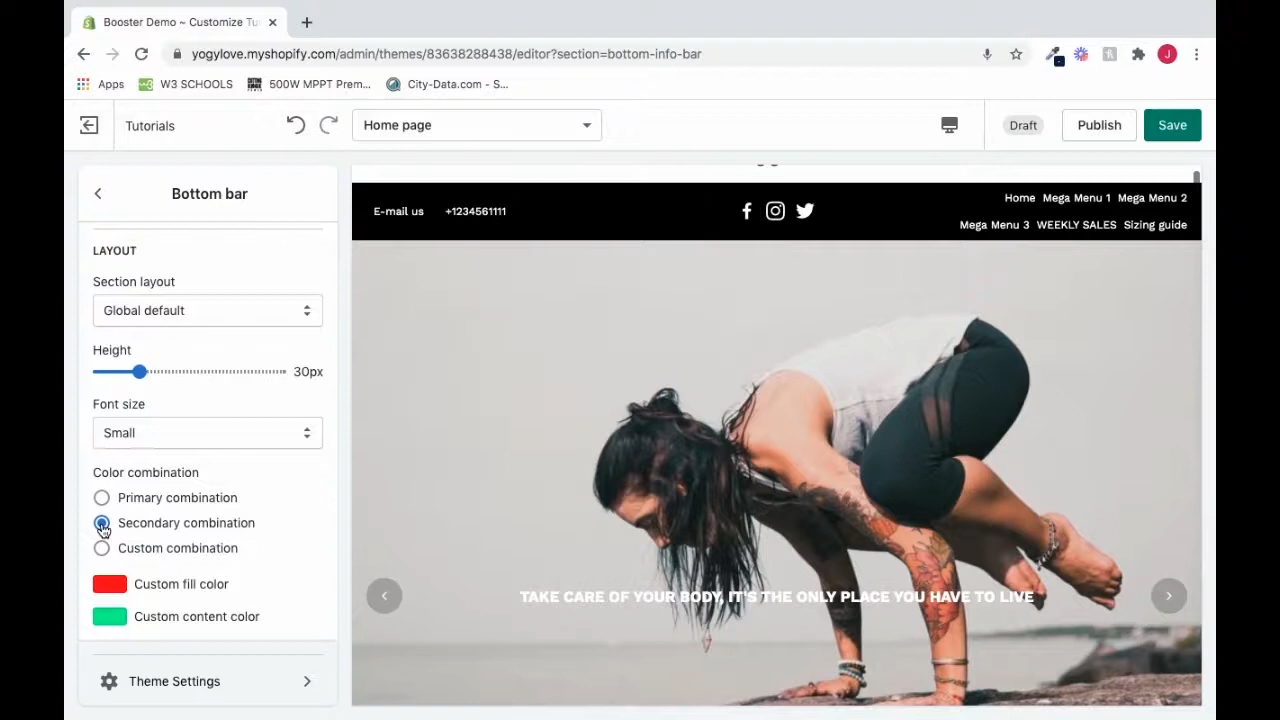 Booster Demo ~ Customize Tu
yogylove.myshopify.com/admin/themes/83638288438/editor?section=bottom-info-bar
J
Apps
W3 SCHOOLS
500W MPPT Prem...
City-Data.com - S...
Tutorials
Home page
Draft
Publish
Save
Bottom bar
LAYOUT
Section layout
Global default
Height
30px
Font size
Small
Color combination
Primary combination
Secondary combination
Custom combination
Custom fill color
Custom content color
Theme Settings
E-mail us +1234561111
Home Mega Menu 1 Mega Menu 2
Mega Menu 3 WEEKLY SALES Sizing guide
TAKE CARE OF YOUR BODY, IT'S THE ONLY PLACE YOU HAVE TO LIVE